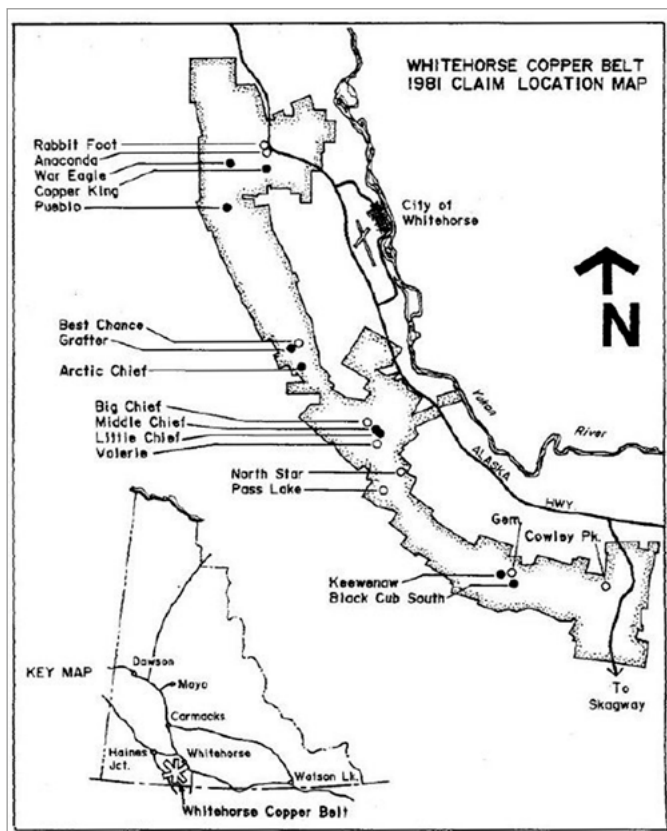 WHITEHORSE COPPER BELT
1981 CLAIM LOCATION MAP
Rabbit Foot
Anaconda
War Eagle
Copper King
Pueblo
City of
Whitehorse
N
Best Chance
Grafter
Arctic Chief
Big Chief
Middle Chief
Little Chief
Valerie
Yukon
River
North Star
Pass Lake
ALASKA
HWY.
Gem
Cowley Pk.
Keewenaw
Black Cub South
To
Skagway
KEY MAP
Dawson
Mayo
Carmacks
Haines
Jct.
Whitehorse
Watson Lk.
Whitehorse Copper Belt